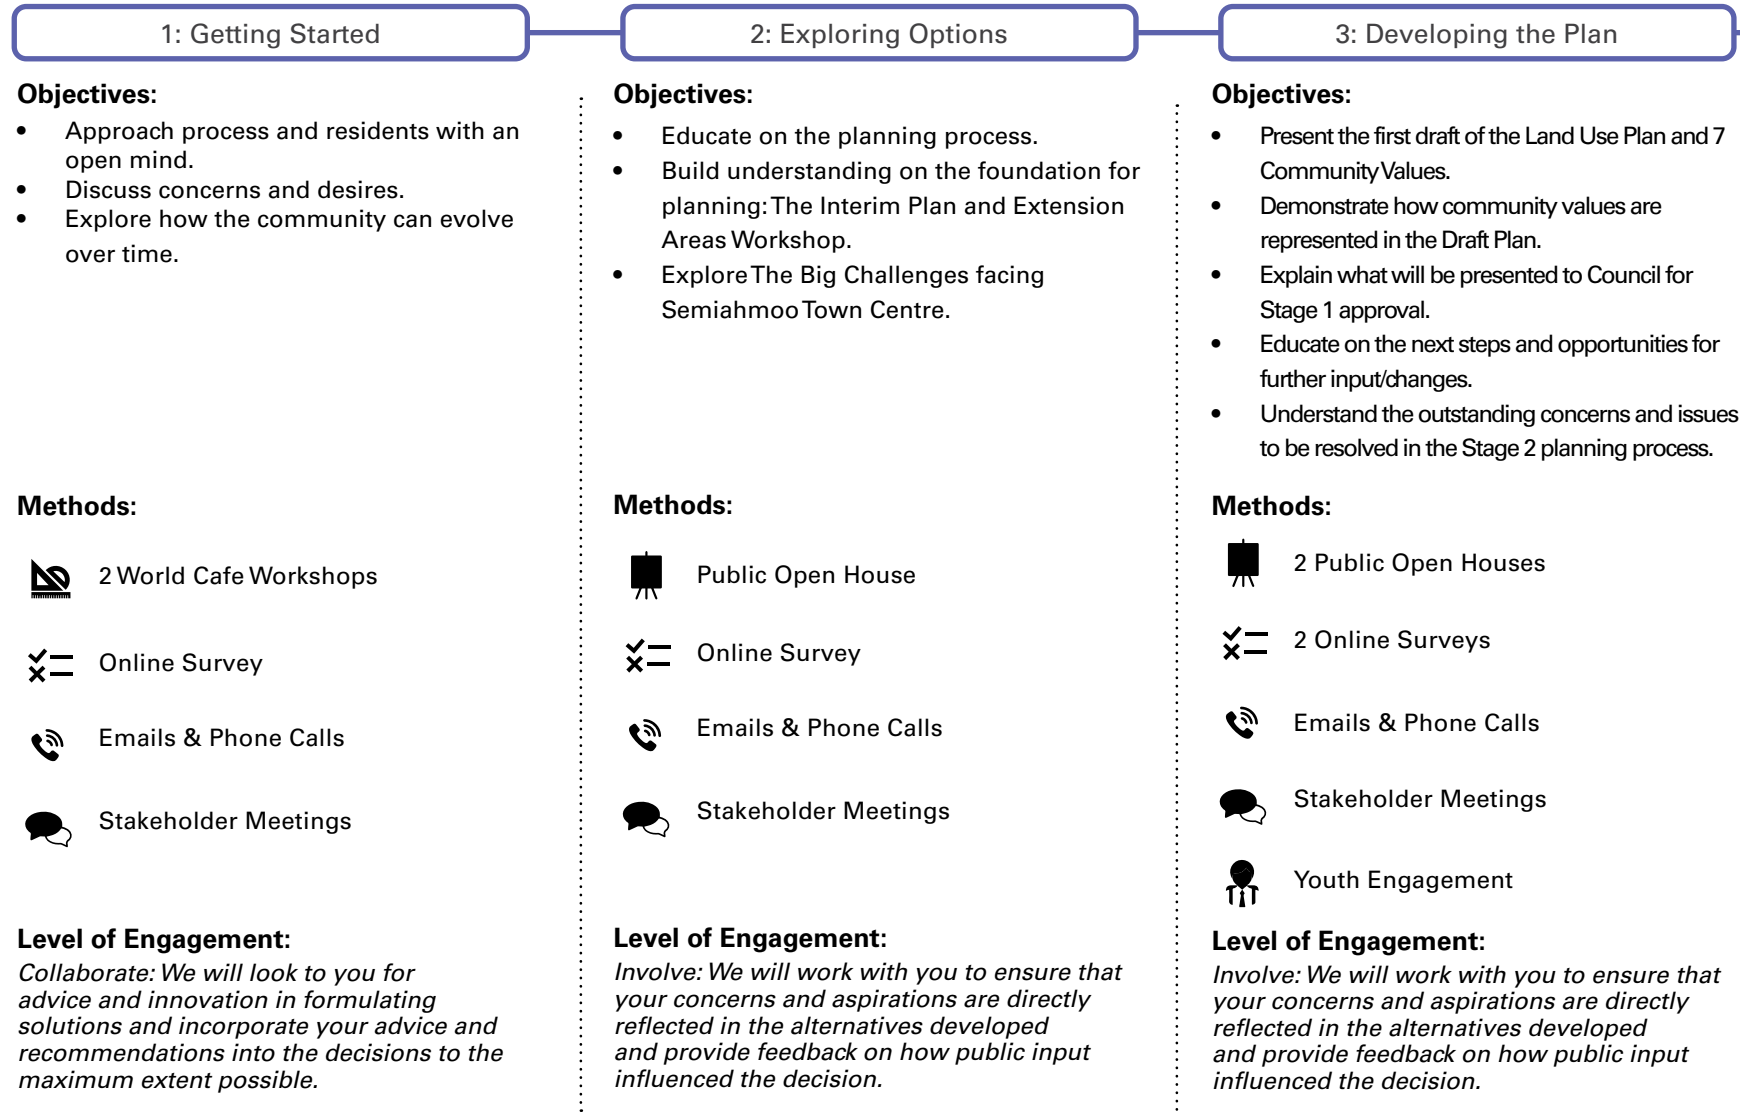 1: Getting Started
Objectives:
• Approach process and residents with an
open mind.
• Discuss concerns and desires.
• Explore how the community can evolve
over time.
Methods:
2 World Cafe Workshops
Online Survey
Emails & Phone Calls
Stakeholder Meetings
Level of Engagement:
Collaborate: We will look to you for
advice and innovation in formulating
solutions and incorporate your advice and
recommendations into the decisions to the
maximum extent possible.
2: Exploring Options
Objectives:
• Educate on the planning process.
• Build understanding on the foundation for
planning: The Interim Plan and Extension
Areas Workshop.
• Explore The Big Challenges facing
Semiahmoo Town Centre.
Methods:
Public Open House
Online Survey
Emails & Phone Calls
Stakeholder Meetings
Level of Engagement:
Involve: We will work with you to ensure that
your concerns and aspirations are directly
reflected in the alternatives developed
and provide feedback on how public input
influenced the decision.
3: Developing the Plan
Objectives:
• Present the first draft of the Land Use Plan and 7
Community Values.
• Demonstrate how community values are
represented in the Draft Plan.
• Explain what will be presented to Council for
Stage 1 approval.
• Educate on the next steps and opportunities for
further input/changes.
• Understand the outstanding concerns and issues
to be resolved in the Stage 2 planning process.
Methods:
2 Public Open Houses
2 Online Surveys
Emails & Phone Calls
Stakeholder Meetings
Youth Engagement
Level of Engagement:
Involve: We will work with you to ensure that
your concerns and aspirations are directly
reflected in the alternatives developed
and provide feedback on how public input
influenced the decision.